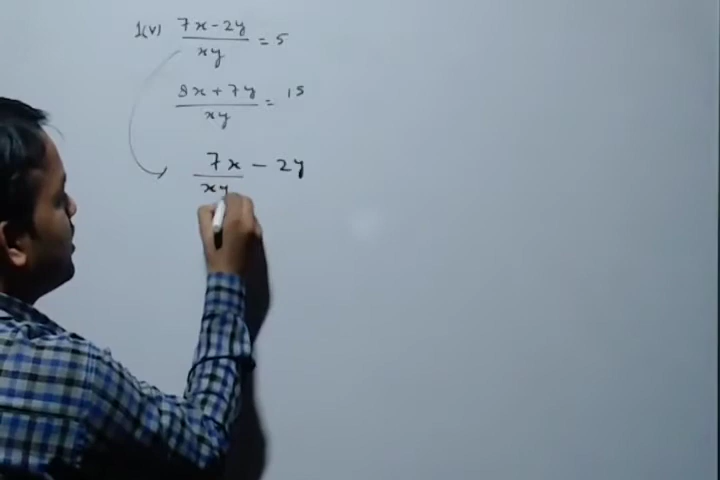 1(v) 7x - 2y / xy = 5
8x + 7y / xy = 15
7x / xy - 2y